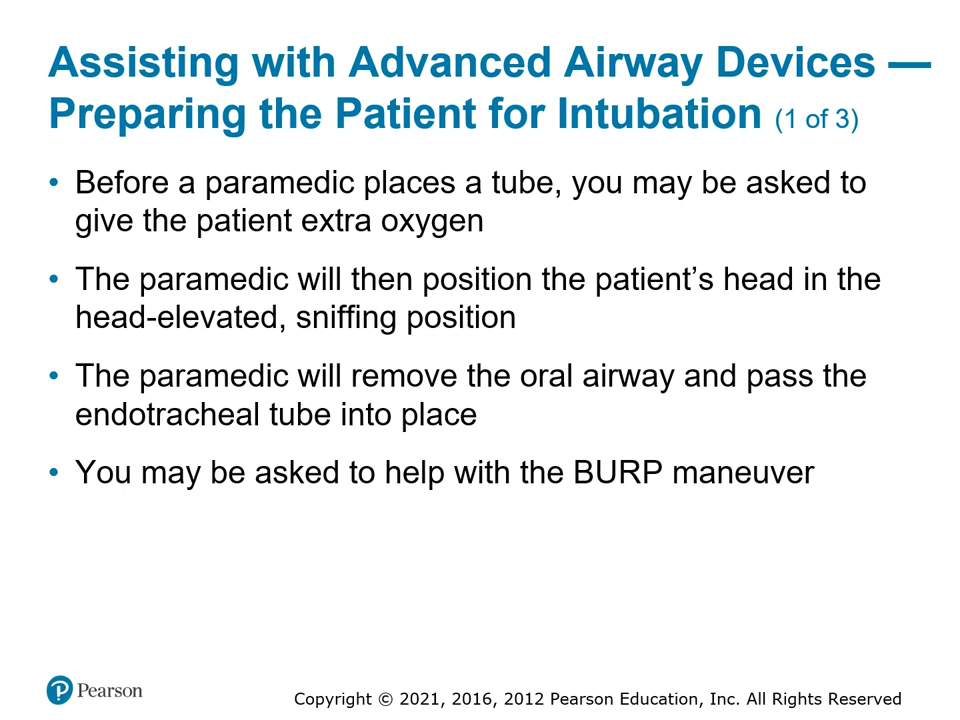 Assisting with Advanced Airway Devices —
Preparing the Patient for Intubation (1 of 3)
• Before a paramedic places a tube, you may be asked to
give the patient extra oxygen
• The paramedic will then position the patient’s head in the
head-elevated, sniffing position
• The paramedic will remove the oral airway and pass the
endotracheal tube into place
• You may be asked to help with the BURP maneuver
Pearson
Copyright © 2021, 2016, 2012 Pearson Education, Inc. All Rights Reserved